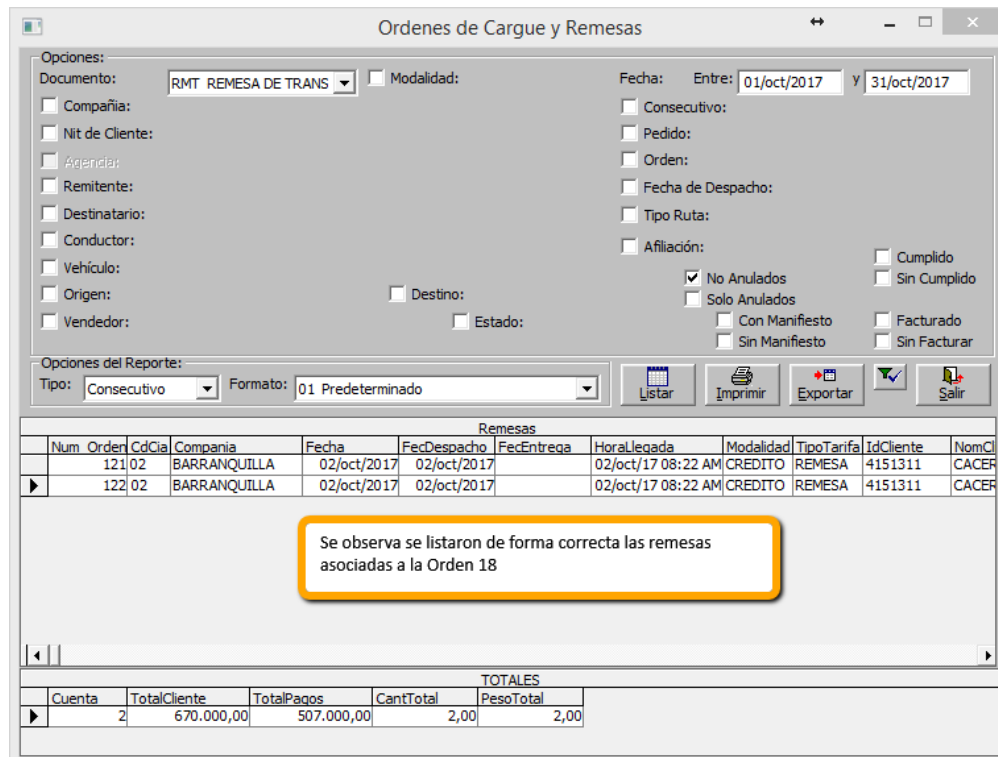 Ordenes de Cargue y Remesas
Opciones:
Documento: RMT REMESA DE TRANS Modalidad: Fecha: Entre: 01/oct/2017 y 31/oct/2017
Compañia: Consecutivo:
Nit de Cliente: Pedido:
Agencia: Orden:
Remitente: Fecha de Despacho:
Destinatario: Tipo Ruta:
Conductor: Afiliación: Cumplido
Vehículo: No Anulados Sin Cumplido
Origen: Destino: Solo Anulados
Vendedor: Estado: Con Manifiesto Facturado
Sin Manifiesto Sin Facturar
Opciones del Reporte:
Tipo: Consecutivo Formato: 01 Predeterminado Listar Imprimir Exportar Salir
Remesas
Num_Orden CdCia Compania Fecha FecDespacho FecEntrega HoraLlegada Modalidad TipoTarifa IdCliente NomCl
121 02 BARRANQUILLA 02/oct/2017 02/oct/2017 02/oct/17 08:22 AM CREDITO REMESA 4151311 CACER
122 02 BARRANQUILLA 02/oct/2017 02/oct/2017 02/oct/17 08:22 AM CREDITO REMESA 4151311 CACER
Se observa se listaron de forma correcta las remesas
asociadas a la Orden 18
TOTALES
Cuenta TotalCliente TotalPagos CantTotal PesoTotal
2 670.000,00 507.000,00 2,00 2,00